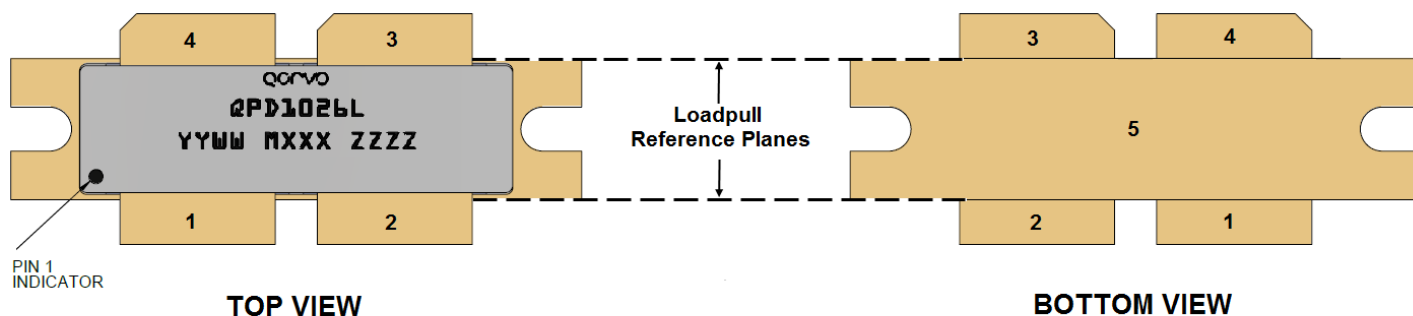 4
3
QORVO
QPD1026L
YYWW MXXX ZZZZ
1
2
PIN 1
INDICATOR
TOP VIEW
Loadpull
Reference Planes
3
4
5
2
1
BOTTOM VIEW